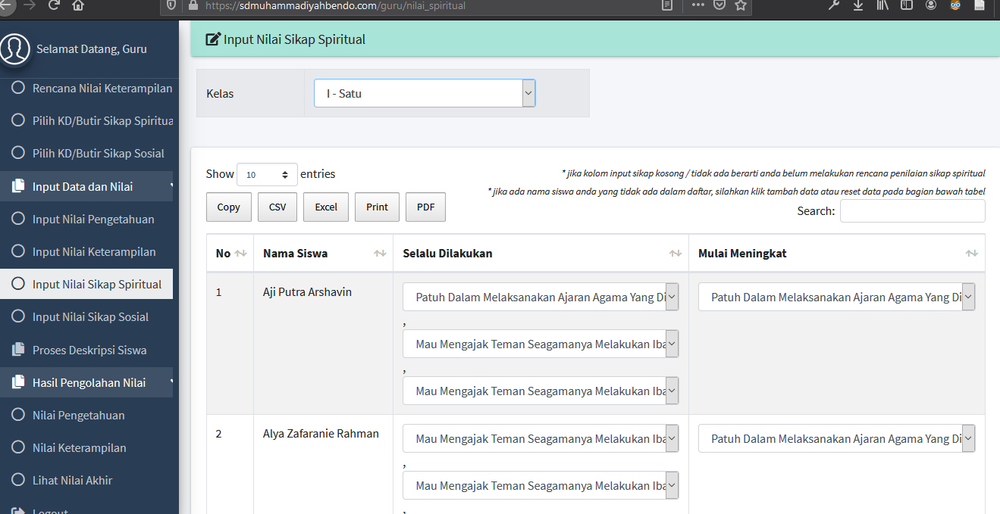 https://sdmuhammadiyahbendo.com/guru/nilai_spiritual
Selamat Datang, Guru
Rencana Nilai Keterampilan
Pilih KD/Butir Sikap Spiritua
Pilih KD/Butir Sikap Sosial
Input Data dan Nilai
Input Nilai Pengetahuan
Input Nilai Keterampilan
Input Nilai Sikap Spiritual
Input Nilai Sikap Sosial
Proses Deskripsi Siswa
Hasil Pengolahan Nilai
Nilai Pengetahuan
Nilai Keterampilan
Lihat Nilai Akhir
Logout
Input Nilai Sikap Spiritual
Kelas I - Satu
Show 10 entries
* jika kolom input sikap kosong / tidak ada berarti anda belum melakukan rencana penilaian sikap spiritual
* jika ada nama siswa anda yang tidak ada dalam daftar, silahkan klik tambah data atau reset data pada bagian bawah tabel
Copy CSV Excel Print PDF
Search:
No Nama Siswa Selalu Dilakukan Mulai Meningkat
1 Aji Putra Arshavin Patuh Dalam Melaksanakan Ajaran Agama Yang Di Patuh Dalam Melaksanakan Ajaran Agama Yang Di
,
Mau Mengajak Teman Seagamanya Melakukan Iba
,
Mau Mengajak Teman Seagamanya Melakukan Iba
2 Alya Zafaranie Rahman Mau Mengajak Teman Seagamanya Melakukan Iba Patuh Dalam Melaksanakan Ajaran Agama Yang Di
,
Mau Mengajak Teman Seagamanya Melakukan Iba
,